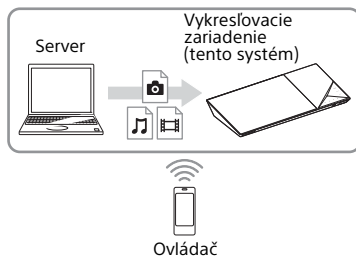 Server
Vykresľovacie
zariadenie
(tento systém)
Ovládač